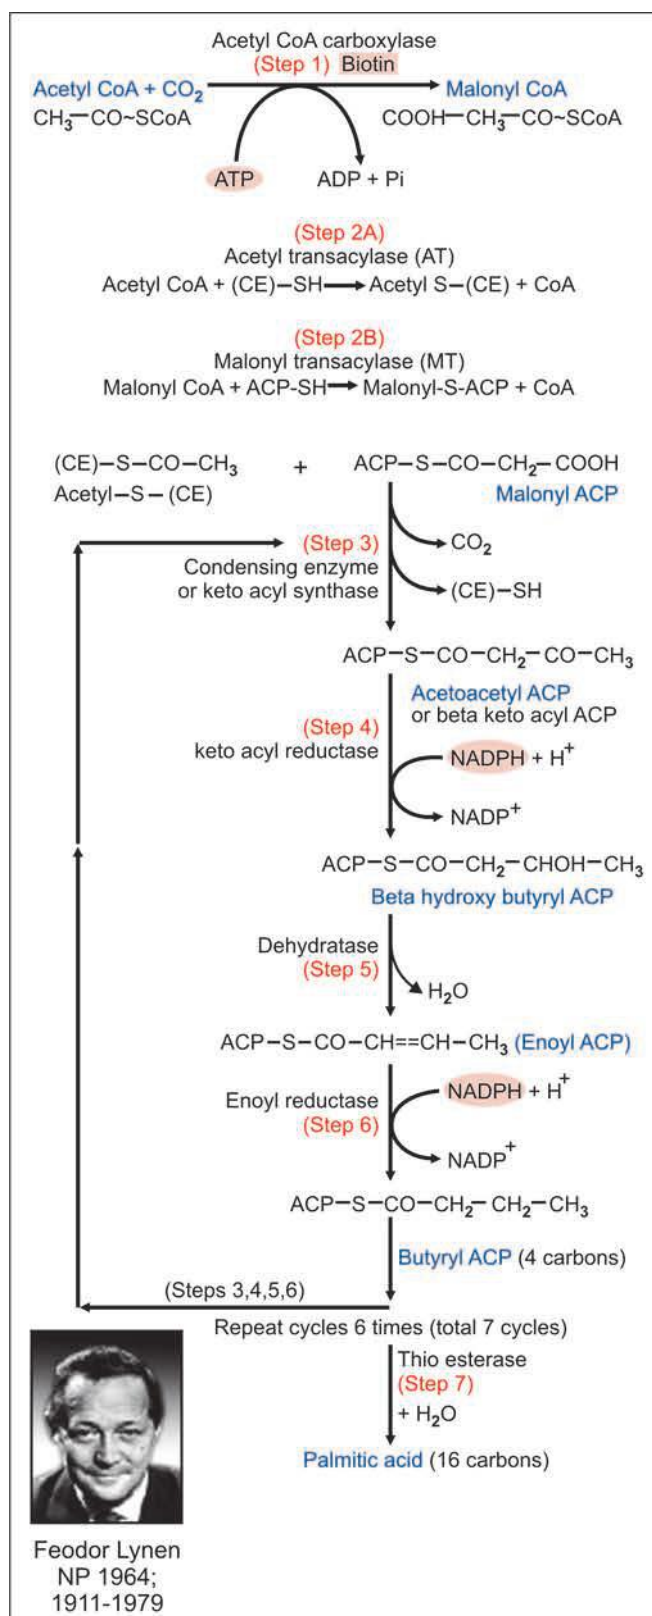 Acetyl CoA carboxylase
(Step 1) Biotin
Acetyl CoA + CO₂ Malonyl CoA
CH₃—CO~SCoA COOH—CH₃—CO~SCoA
ATP ADP + Pi
(Step 2A)
Acetyl transacylase (AT)
Acetyl CoA + (CE)—SH Acetyl S—(CE) + CoA
(Step 2B)
Malonyl transacylase (MT)
Malonyl CoA + ACP-SH Malonyl-S-ACP + CoA
(CE)—S—CO—CH₃ + ACP—S—CO—CH₂—COOH
Acetyl—S—(CE) Malonyl ACP
(Step 3) CO₂
Condensing enzyme
or keto acyl synthase (CE)—SH
ACP—S—CO—CH₂—CO—CH₃
Acetoacetyl ACP
or beta keto acyl ACP
(Step 4)
keto acyl reductase NADPH + H⁺
NADP⁺
ACP—S—CO—CH₂—CHOH—CH₃
Beta hydroxy butyryl ACP
Dehydratase
(Step 5)
H₂O
ACP—S—CO—CH==CH—CH₃ (Enoyl ACP)
Enoyl reductase NADPH + H⁺
(Step 6)
NADP⁺
ACP—S—CO—CH₂—CH₂—CH₃
Butyryl ACP (4 carbons)
(Steps 3,4,5,6)
Repeat cycles 6 times (total 7 cycles)
Thio esterase
(Step 7)
+ H₂O
Palmitic acid (16 carbons)
Feodor Lynen
NP 1964;
1911-1979